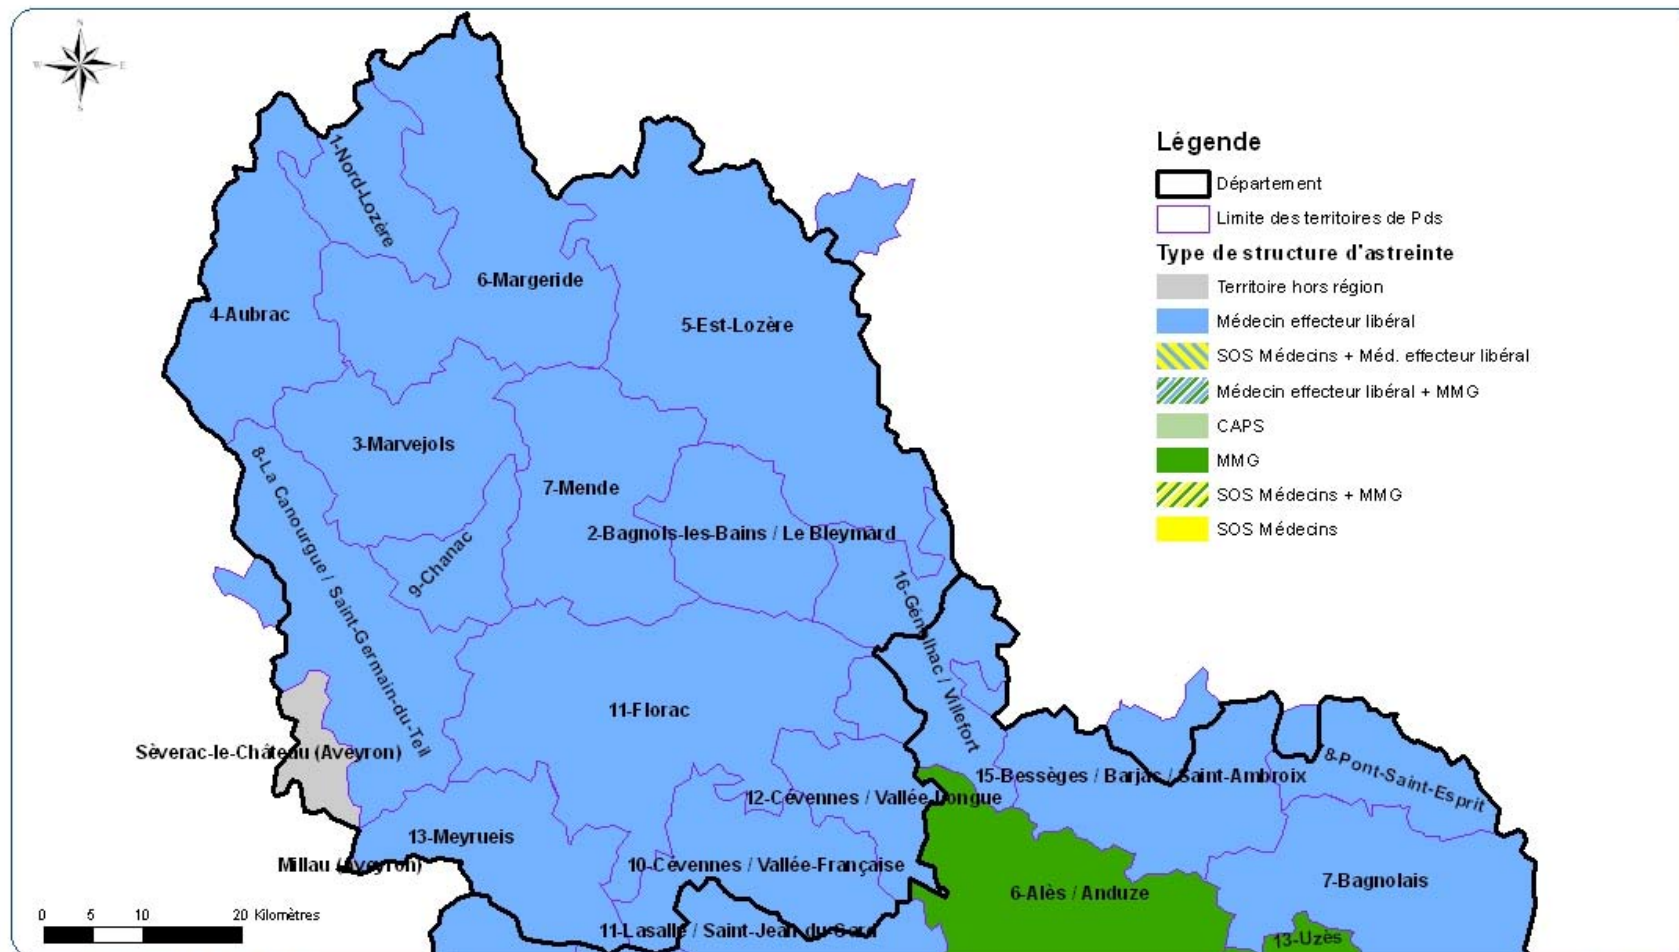 N
W
E
S
1-Nord-Lozère
6-Margeride
4-Aubrac
5-Est-Lozère
3-Marvejols
7-Mende
8-La Canourgue / Saint-Germain-du-Teil
2-Bagnols-les-Bains / Le Bleymard
9-Chanac
16-Génolhac / Villefort
11-Florac
Sèverac-le-Château (Aveyron)
15-Bessèges / Barjas / Saint-Ambroix
8-Pont-Saint-Esprit
12-Cévennes / Vallée-Longue
13-Meyrueis
Millau (Aveyron)
10-Cévennes / Vallée-Française
6-Alès / Anduze
7-Bagnolais
11-Lasalle / Saint-Jean-du-Gard
13-Uzès
0 5 10 20 Kilomètres
Légende
Département
Limite des territoires de Pds
Type de structure d'astreinte
Territoire hors région
Médecin effecteur libéral
SOS Médecins + Méd. effecteur libéral
Médecin effecteur libéral + MMG
CAPS
MMG
SOS Médecins + MMG
SOS Médecins